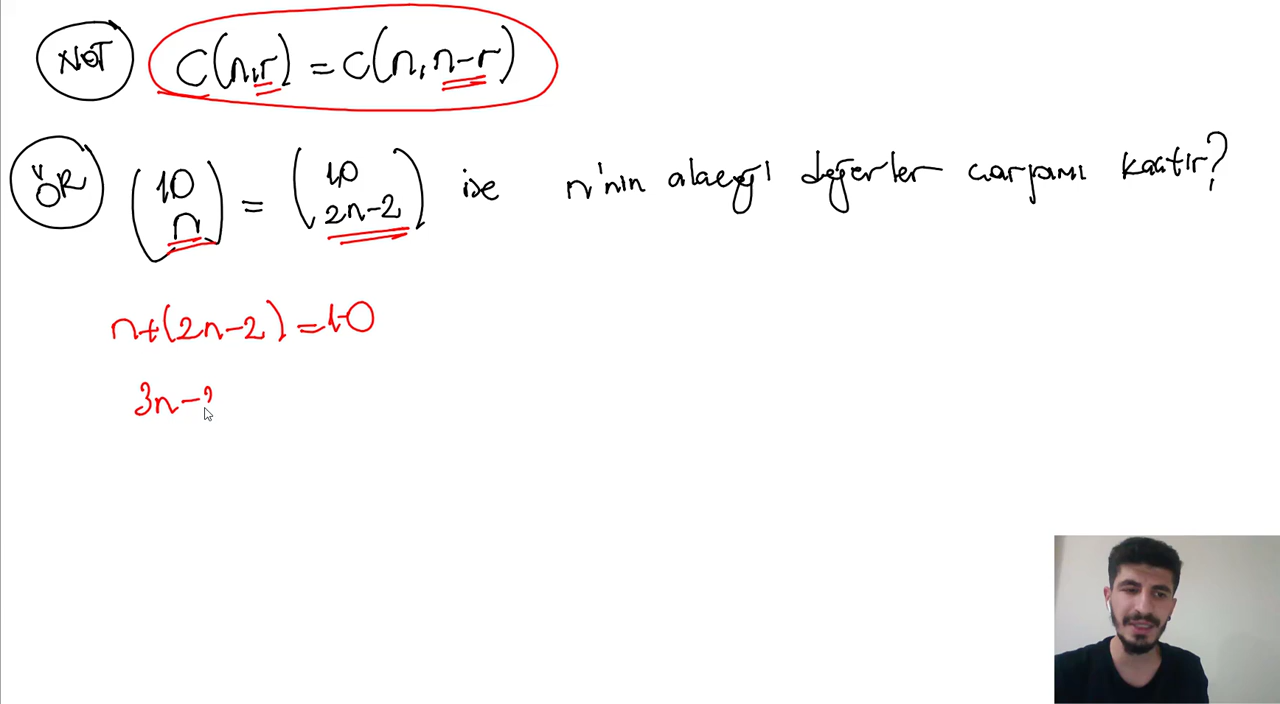 NOT C(n,r) = C(n, n-r)
ÖR (10 n) = (10 2n-2) ise n'nin alacağı değerler çarpımı kaçtır?
n+(2n-2)=10
3n-2